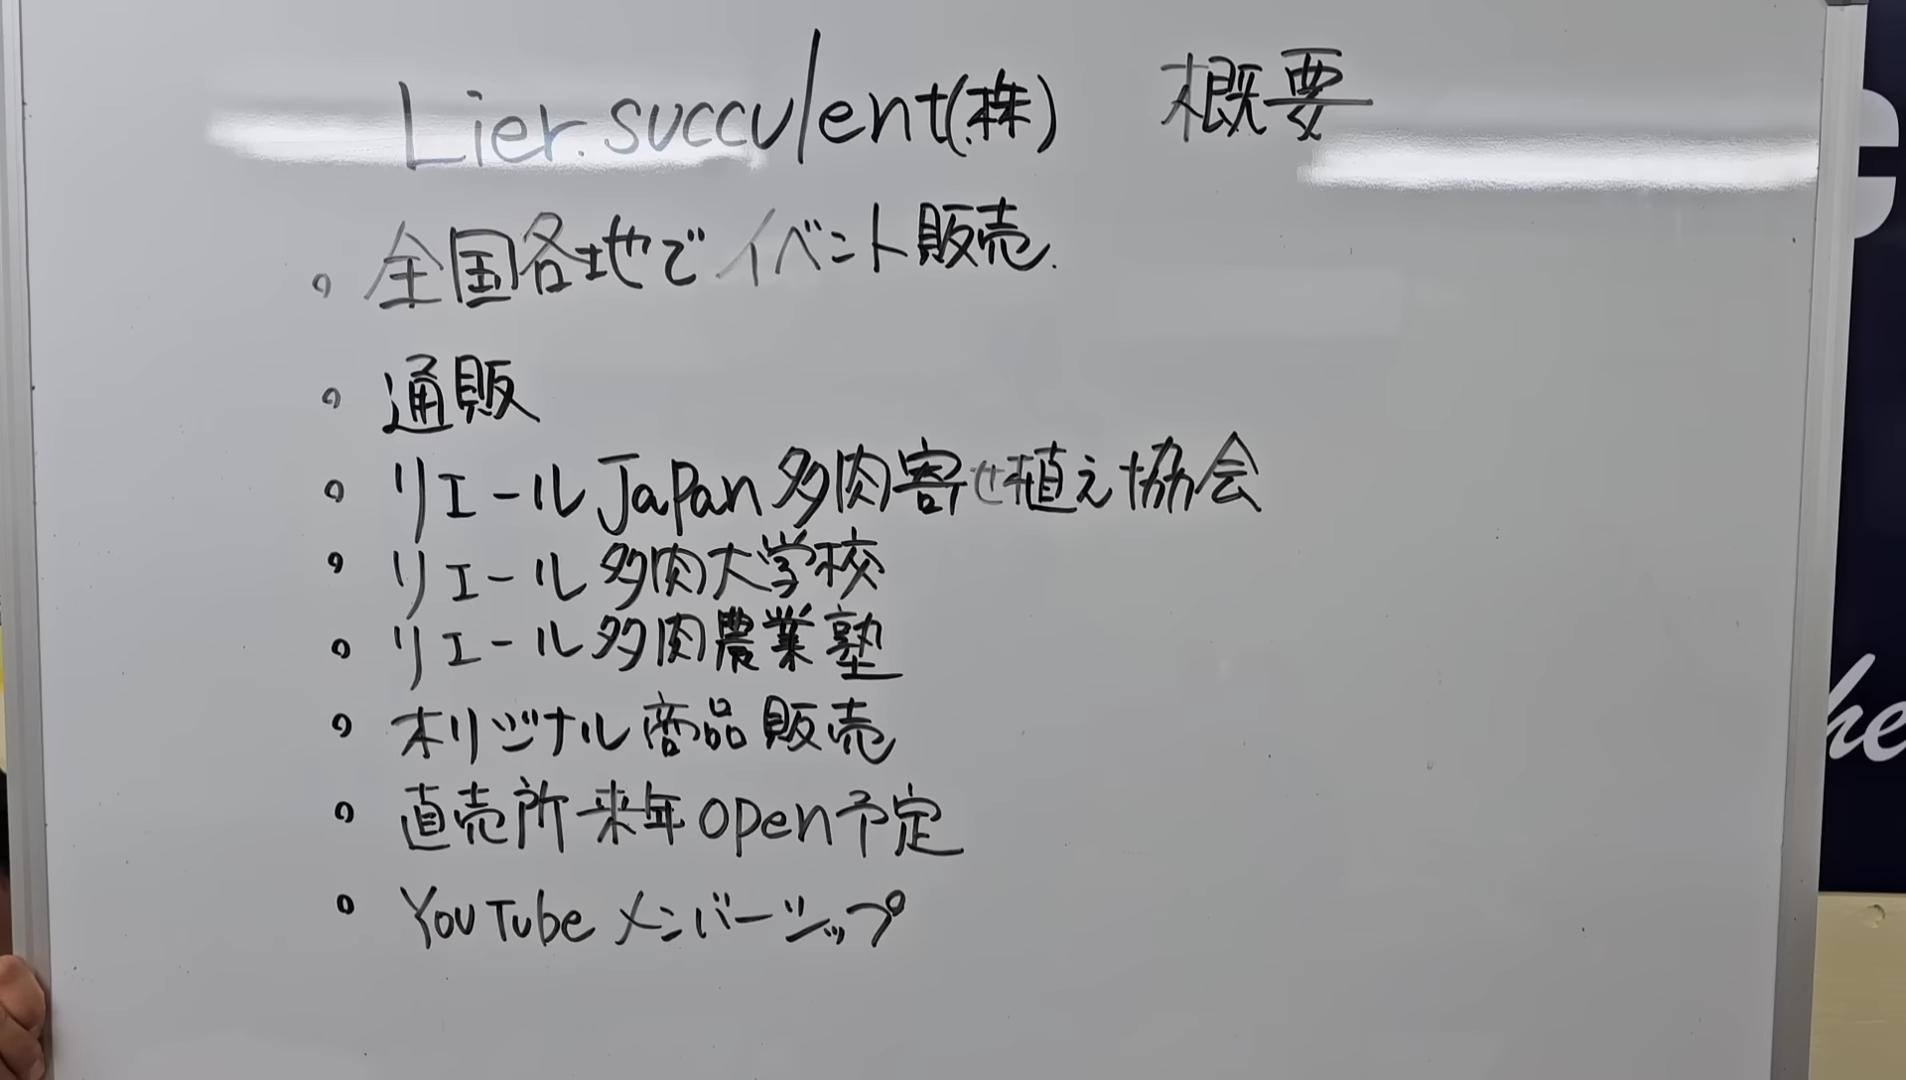 Lier.succulent(株) 概要
・全国各地でイベント販売.
・通販
・リエールJapan多肉寄せ植え協会
・リエール多肉大学校
・リエール多肉農業塾
・オリジナル商品販売
・直売所来年open予定
・YouTubeメンバーシップ
he